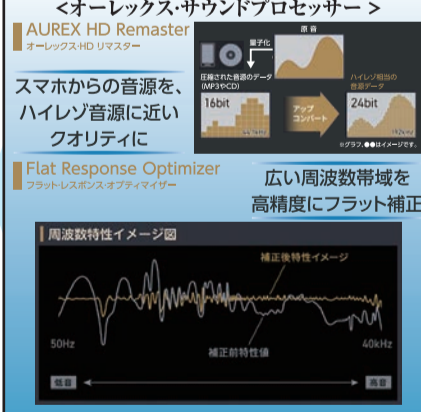 <オーレックス・サウンドプロセッサー>
AUREX HD Remaster
オーレックス・HD リマスター
スマホからの音源を、
ハイレゾ音源に近い
クオリティに
原音
量子化
圧縮された音源のデータ
(MP3やCD)
ハイレゾ相当の
音源データ
16bit
44.1kHz
アップ
コンバート
24bit
192kHz
※グラフ、●●はイメージです。
Flat Response Optimizer
フラット・レスポンス・オプティマイザー
広い周波数帯域を
高精度にフラット補正
周波数特性イメージ図
補正後特性イメージ
50Hz
40kHz
補正前特性値
低音
高音